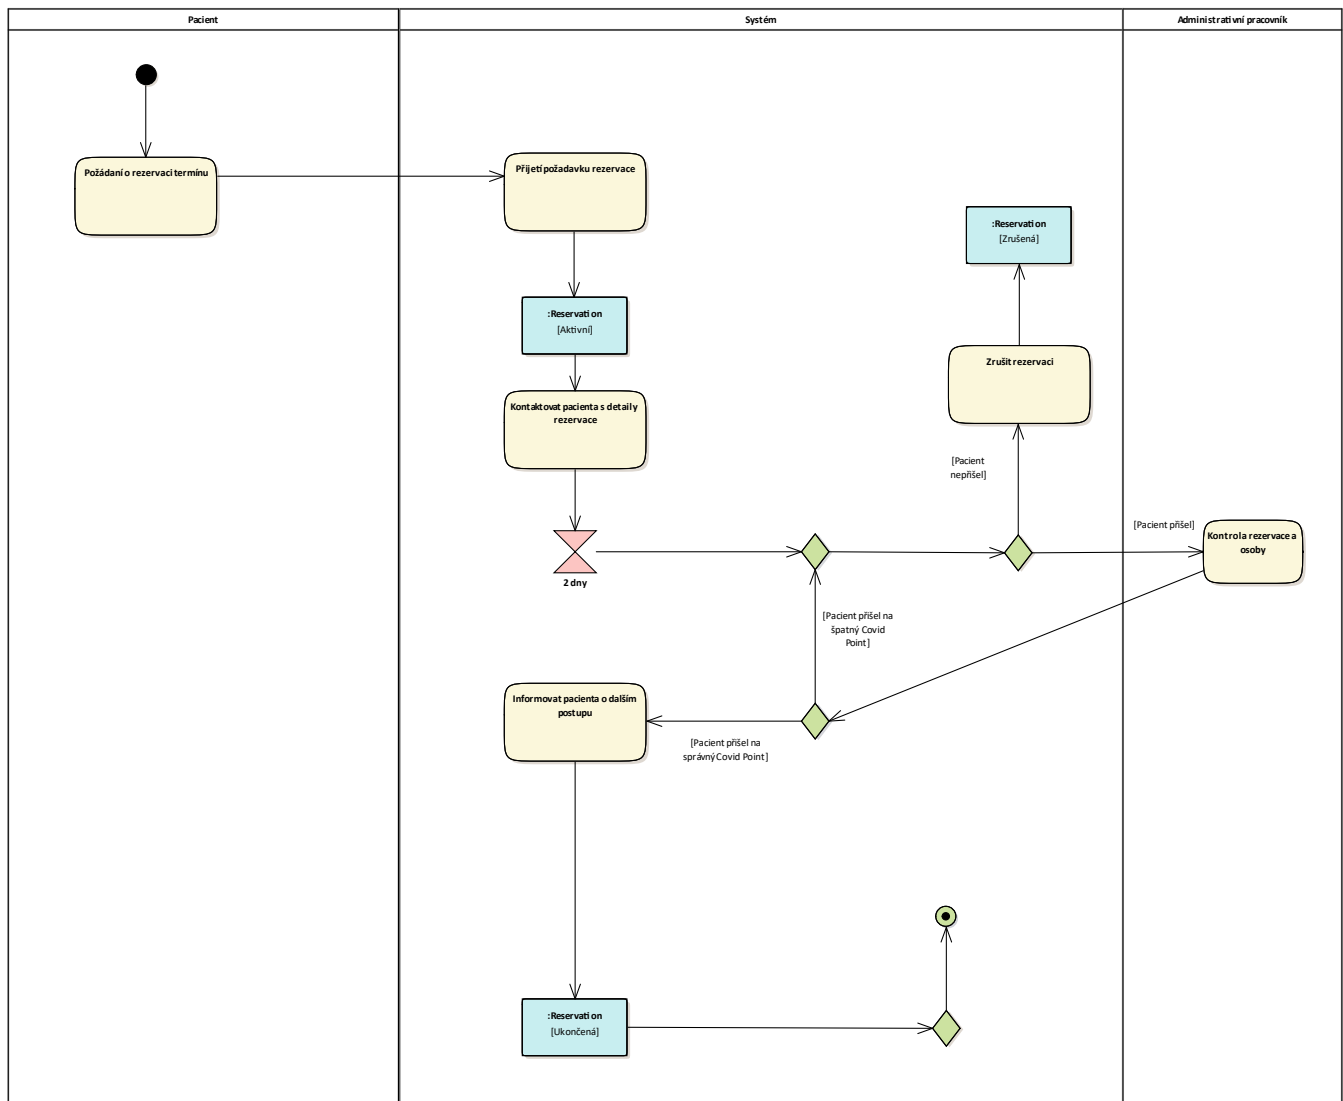 Pacient
Systém
Administrativní pracovník
Požádaní o rezervaci termínu
Přijetí požadavku rezervace
:Reservation
[Zrušená]
:Reservation
[Aktivní]
Zrušit rezervaci
Kontaktovat pacienta s detaily
rezervace
[Pacient
nepřišel]
[Pacient přišel]
Kontrola rezervace a
osoby
2 dny
[Pacient přišel na
špatný Covid
Point]
Informovat pacienta o dalším
postupu
[Pacient přišel na
správný Covid Point]
:Reservation
[Ukončená]